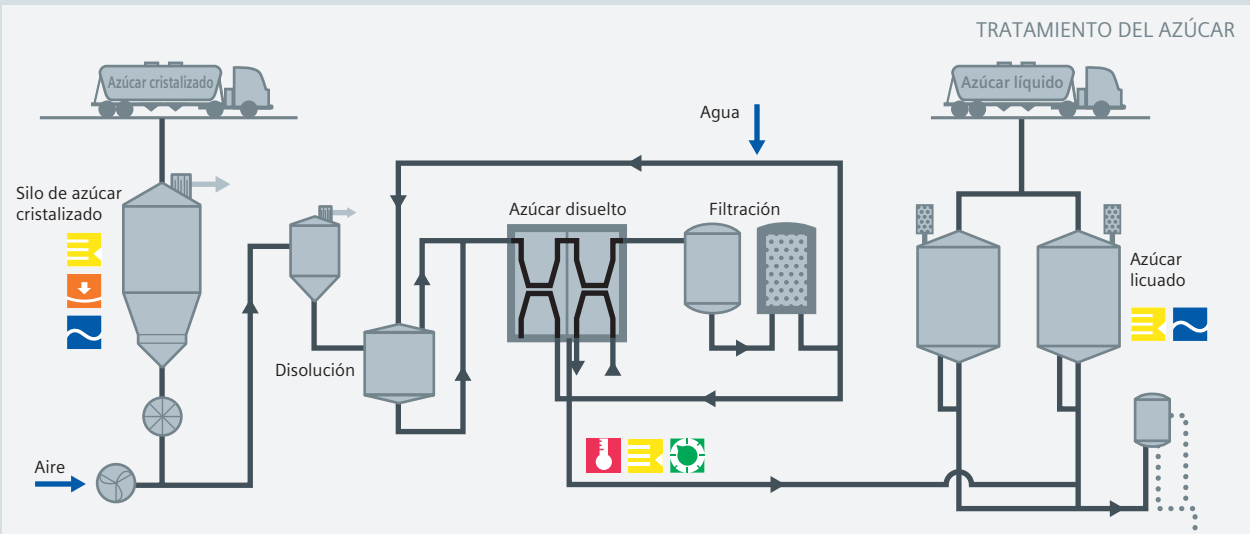 TRATAMIENTO DEL AZÚCAR
Azúcar cristalizado
Azúcar líquido
Agua
Silo de azúcar
cristalizado
Azúcar disuelto
Filtración
Azúcar
licuado
Disolución
Aire